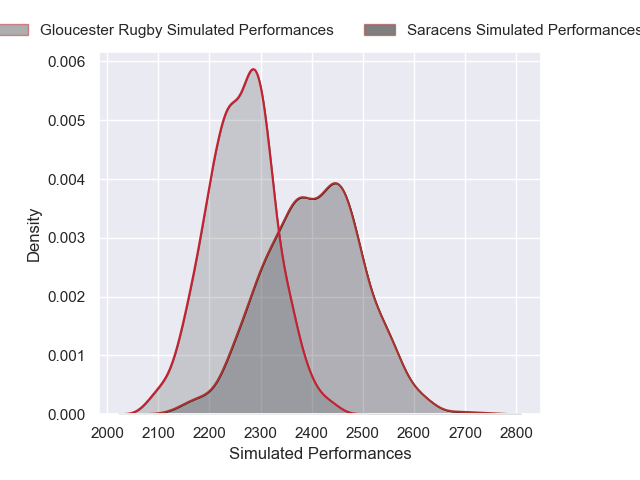 Gloucester Rugby Simulated Performances
Saracens Simulated Performances
0.006
0.005
0.004
0.003
0.002
0.001
0.000
Density
2000 2100 2200 2300 2400 2500 2600 2700 2800
Simulated Performances